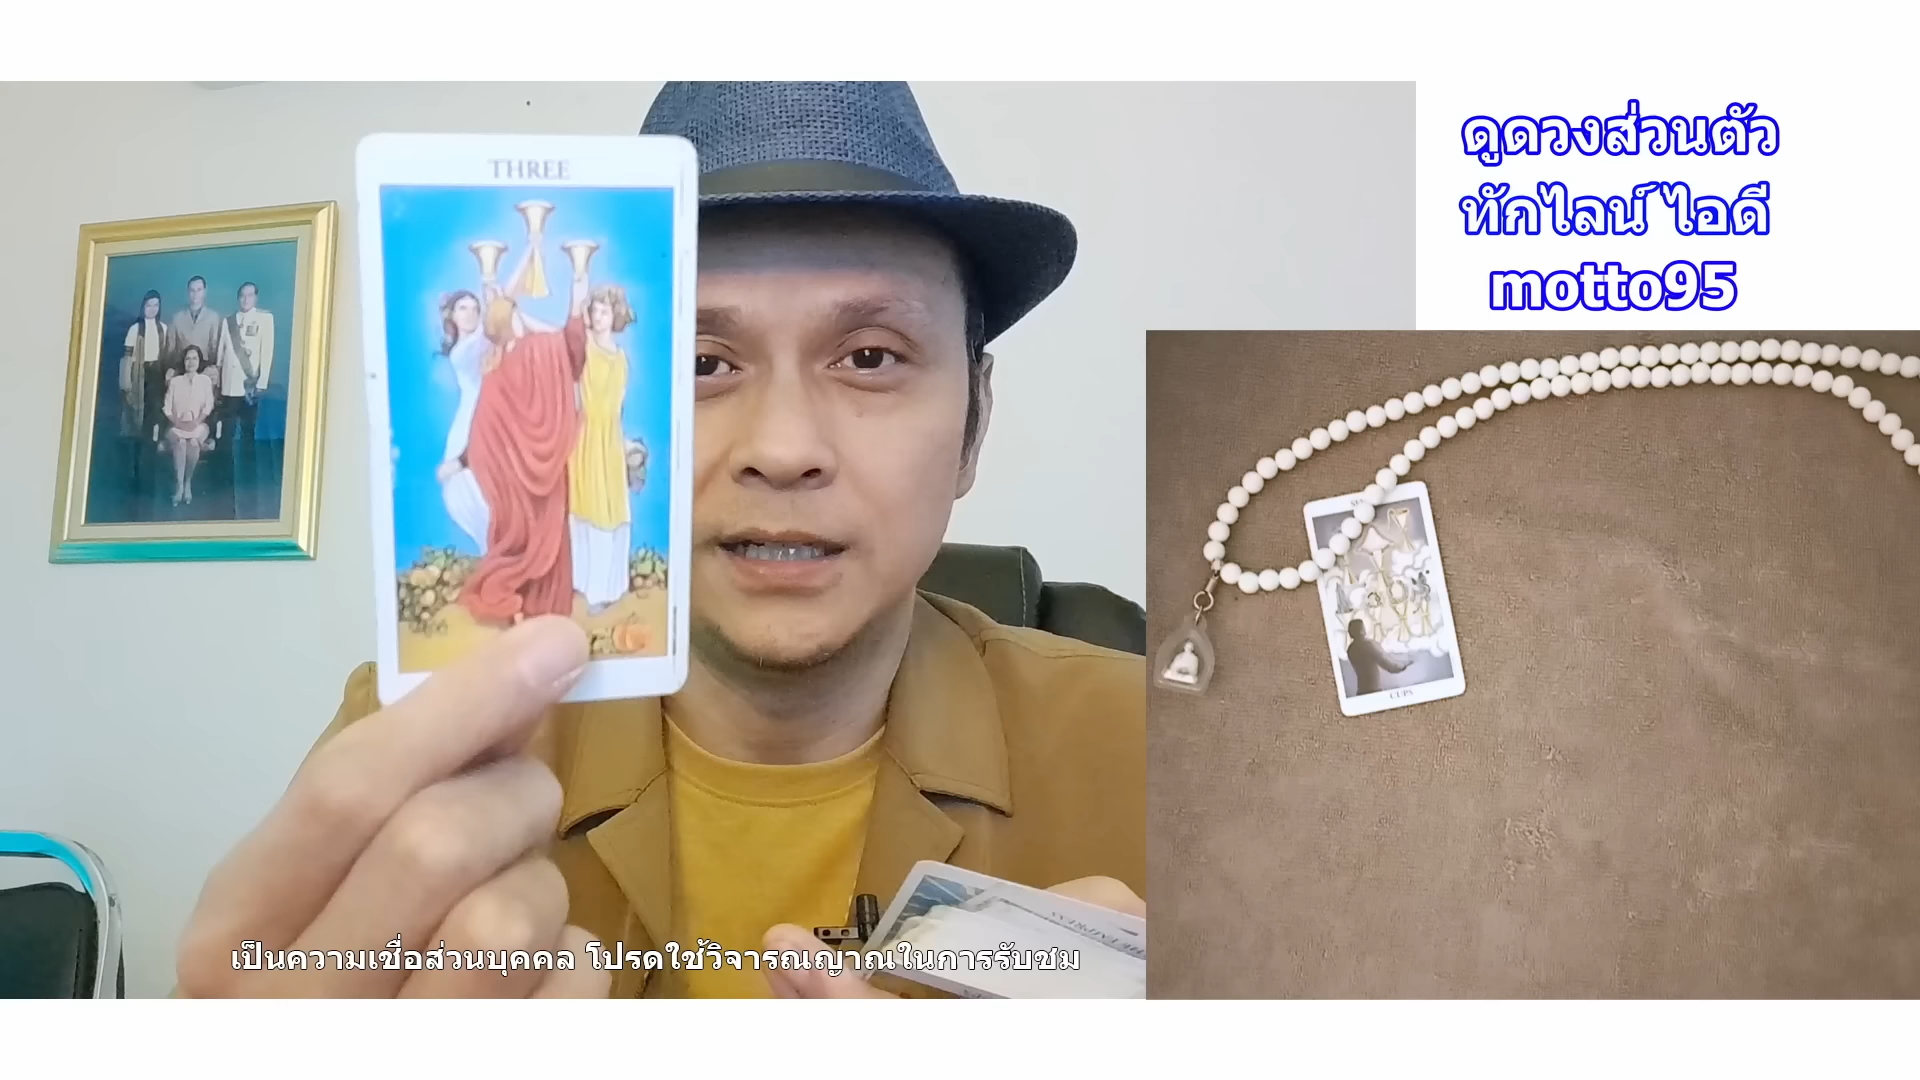 ดูดวงส่วนตัว
ทักไลน์ ไอดี
motto95
THREE
CUPS
เป็นความเชื่อส่วนบุคคล โปรดใช้วิจารณญาณในการรับชม